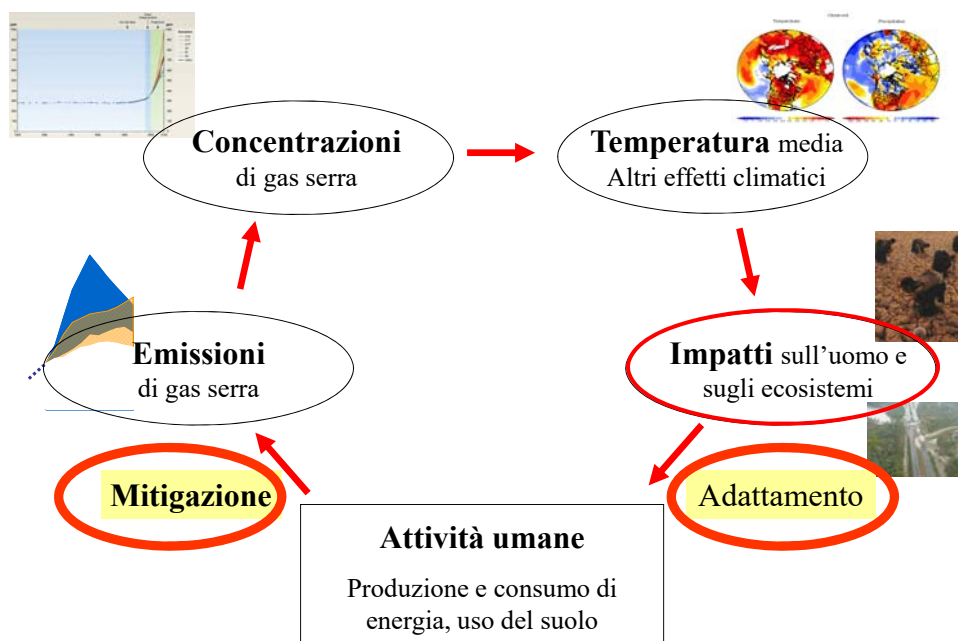 Concentrazioni
di gas serra
Temperatura media
Altri effetti climatici
Emissioni
di gas serra
Impatti sull’uomo e
sugli ecosistemi
Mitigazione
Adattamento
Attività umane
Produzione e consumo di
energia, uso del suolo